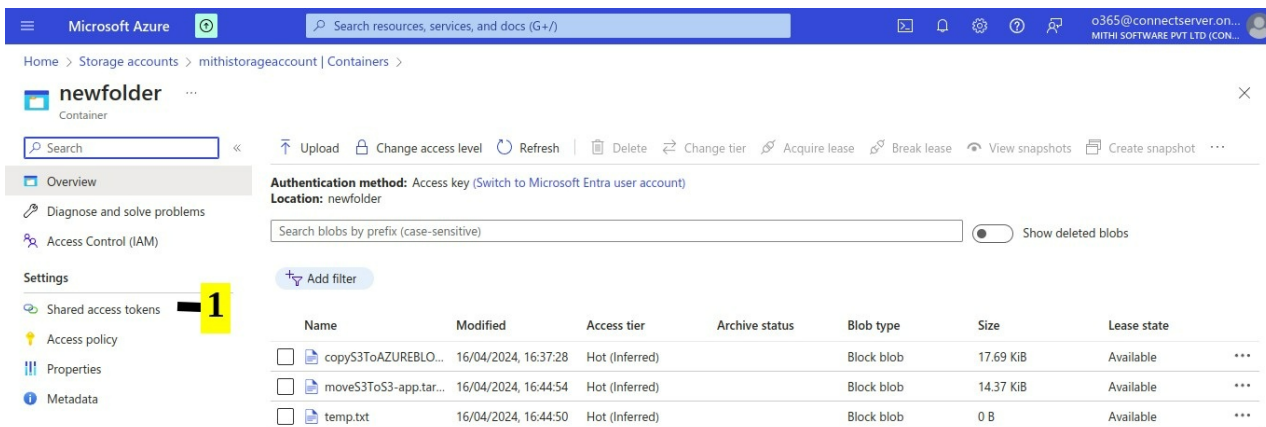 Microsoft Azure
Search resources, services, and docs (G+/)
o365@connectserver.on...
MITHI SOFTWARE PVT LTD (CON...
Home > Storage accounts > mithistorageaccount | Containers >
newfolder ...
Container
Search
«
Upload Change access level Refresh Delete Change tier Acquire lease Break lease View snapshots Create snapshot ...
Overview
Diagnose and solve problems
Access Control (IAM)
Settings
Shared access tokens 1
Access policy
Properties
Metadata
Authentication method: Access key (Switch to Microsoft Entra user account)
Location: newfolder
Search blobs by prefix (case-sensitive)
Show deleted blobs
Add filter
Name Modified Access tier Archive status Blob type Size Lease state
copyS3ToAZUREBLO... 16/04/2024, 16:37:28 Hot (Inferred) Block blob 17.69 KiB Available ...
moveS3ToS3-app.tar... 16/04/2024, 16:44:54 Hot (Inferred) Block blob 14.37 KiB Available ...
temp.txt 16/04/2024, 16:44:50 Hot (Inferred) Block blob 0 B Available ...